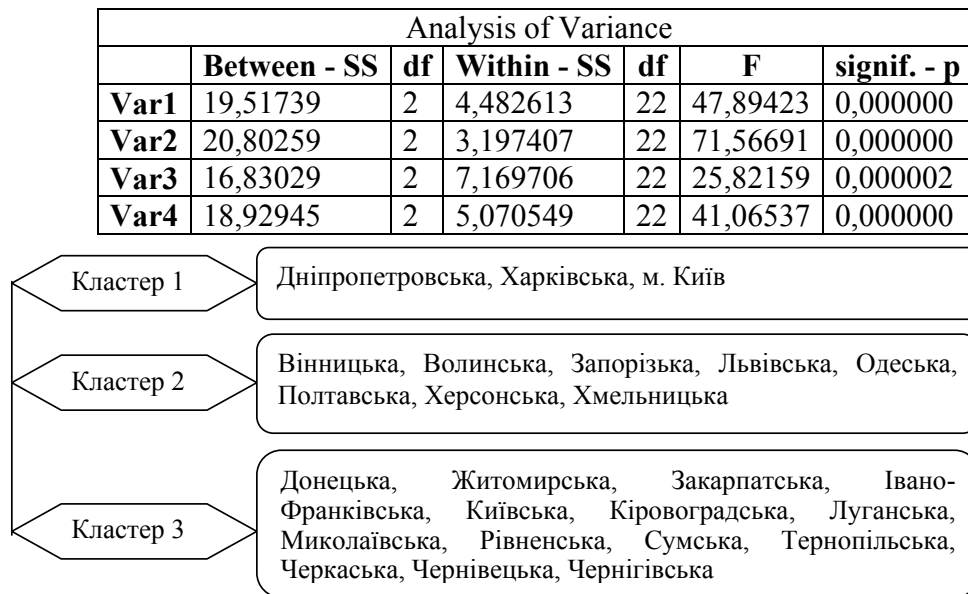 Analysis of Variance
Between - SS df Within - SS df F signif. - p
Var1 19,51739 2 4,482613 22 47,89423 0,000000
Var2 20,80259 2 3,197407 22 71,56691 0,000000
Var3 16,83029 2 7,169706 22 25,82159 0,000002
Var4 18,92945 2 5,070549 22 41,06537 0,000000
Кластер 1
Дніпропетровська, Харківська, м. Київ
Кластер 2
Вінницька, Волинська, Запорізька, Львівська, Одеська,
Полтавська, Херсонська, Хмельницька
Кластер 3
Донецька, Житомирська, Закарпатська, Івано-
Франківська, Київська, Кіровоградська, Луганська,
Миколаївська, Рівненська, Сумська, Тернопільська,
Черкаська, Чернівецька, Чернігівська